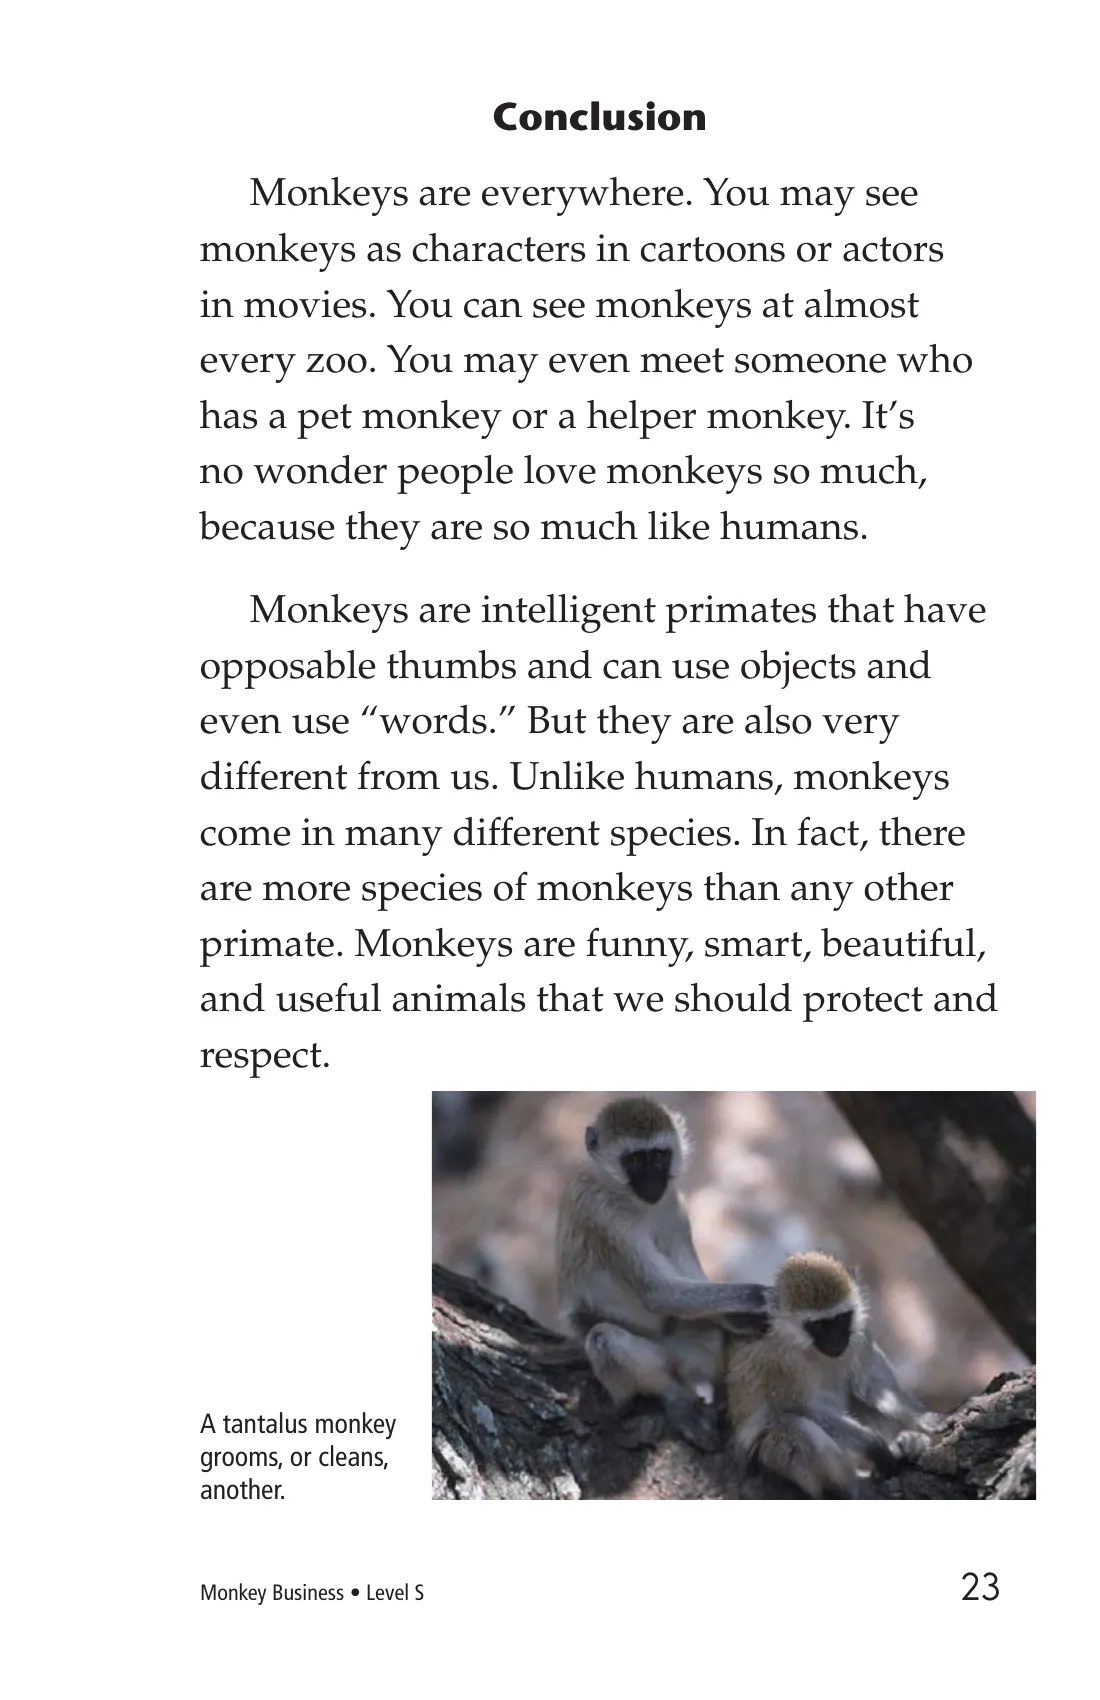 Conclusion
Monkeys are everywhere. You may see
monkeys as characters in cartoons or actors
in movies. You can see monkeys at almost
every zoo. You may even meet someone who
has a pet monkey or a helper monkey. It’s
no wonder people love monkeys so much,
because they are so much like humans.
Monkeys are intelligent primates that have
opposable thumbs and can use objects and
even use “words.” But they are also very
different from us. Unlike humans, monkeys
come in many different species. In fact, there
are more species of monkeys than any other
primate. Monkeys are funny, smart, beautiful,
and useful animals that we should protect and
respect.
A tantalus monkey
grooms, or cleans,
another.
Monkey Business • Level S
23